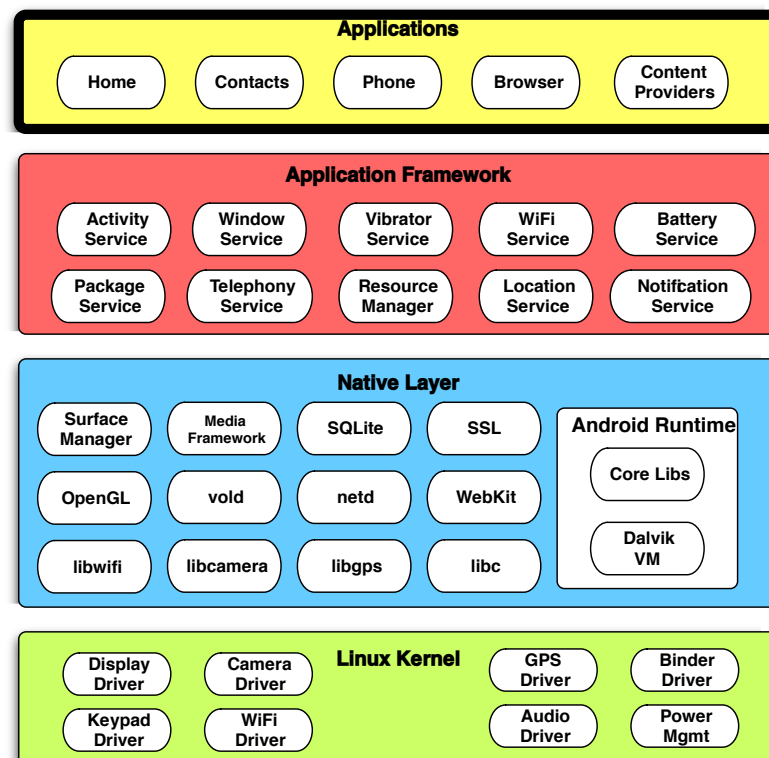 Applications
Home
Contacts
Phone
Browser
Content
Providers
Application Framework
Activity
Service
Window
Service
Vibrator
Service
WiFi
Service
Battery
Service
Package
Service
Telephony
Service
Resource
Manager
Location
Service
Notification
Service
Native Layer
Surface
Manager
Media
Framework
SQLite
SSL
OpenGL
vold
netd
WebKit
libwifi
libcamera
libgps
libc
Android Runtime
Core Libs
Dalvik
VM
Linux Kernel
Display
Driver
Camera
Driver
GPS
Driver
Binder
Driver
Keypad
Driver
WiFi
Driver
Audio
Driver
Power
Mgmt